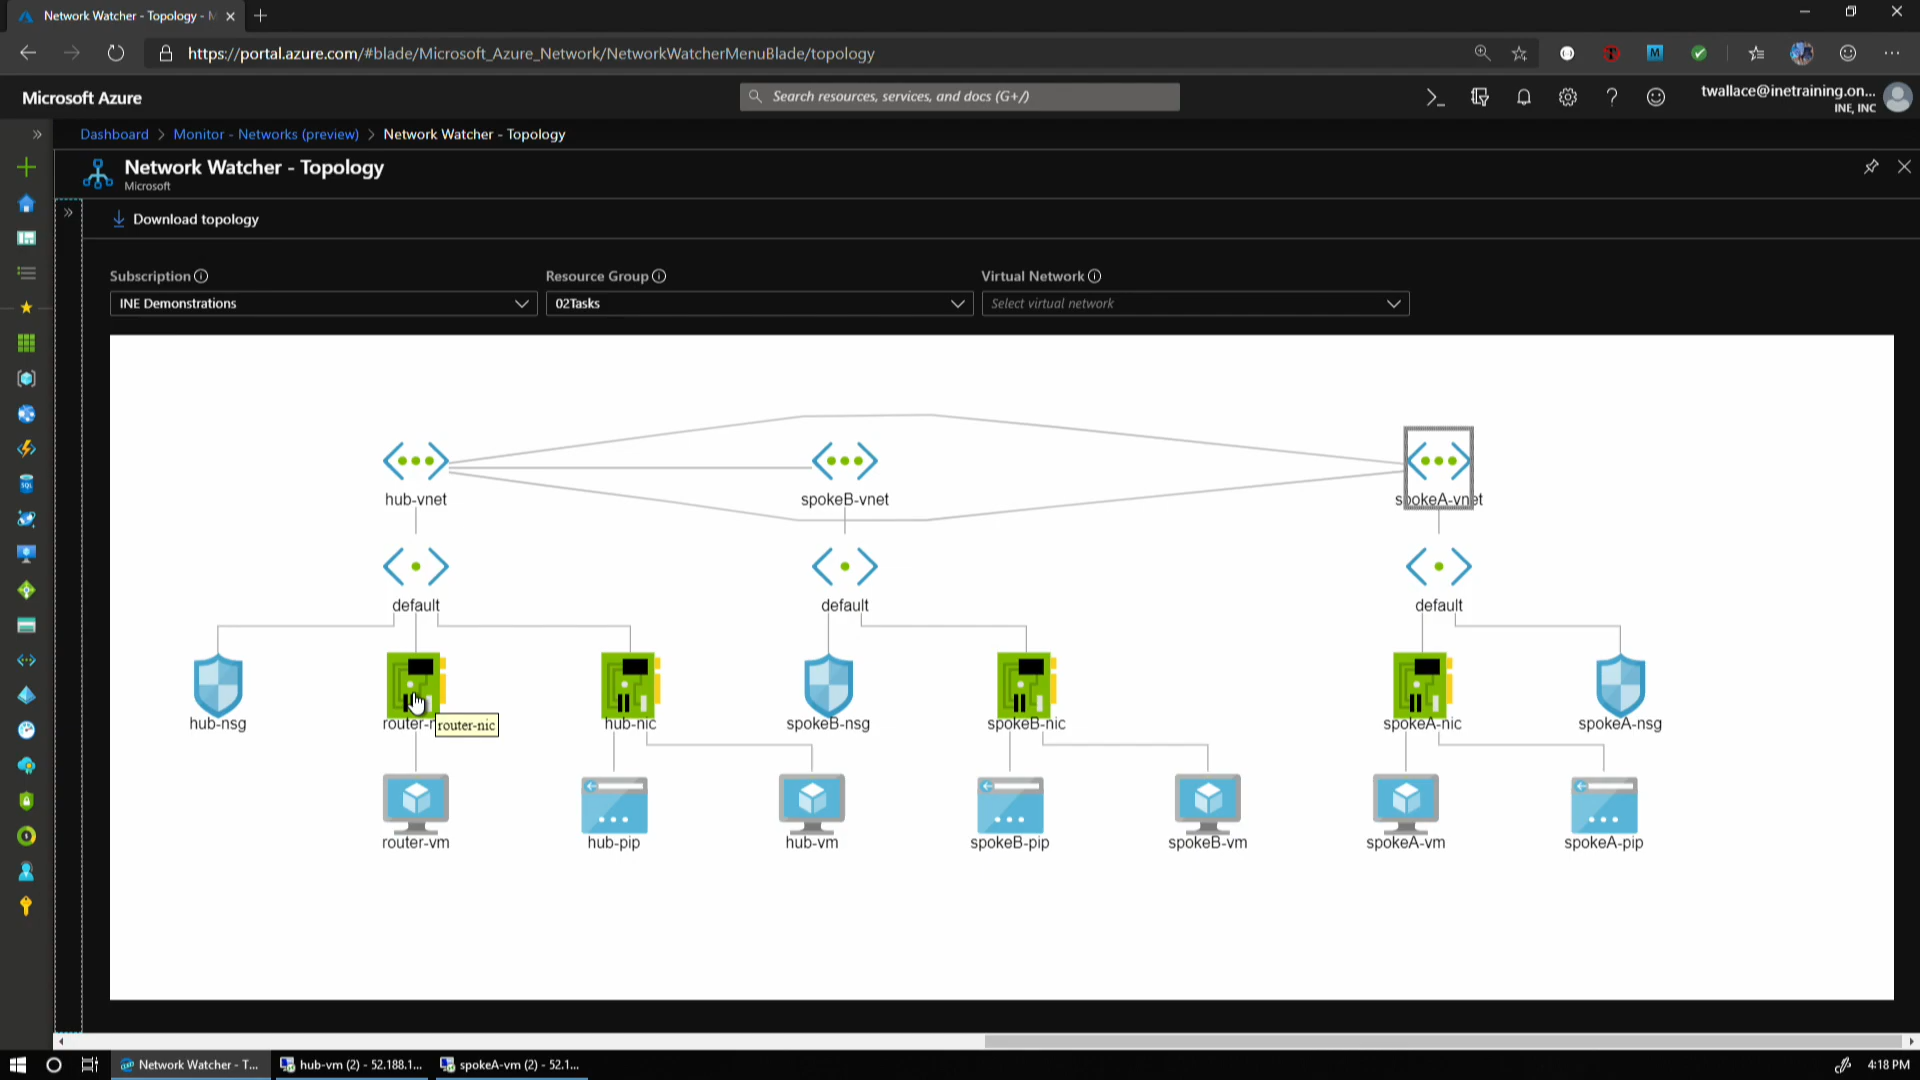 Network Watcher - Topology - M
https://portal.azure.com/#blade/Microsoft_Azure_Network/NetworkWatcherMenuBlade/topology
Microsoft Azure
Search resources, services, and docs (G+/)
twallace@inetraining.on...
INE, INC
Dashboard > Monitor - Networks (preview) > Network Watcher - Topology
Network Watcher - Topology
Microsoft
Download topology
Subscription
Resource Group
Virtual Network
INE Demonstrations
02Tasks
Select virtual network
hub-vnet
spokeB-vnet
spokeA-vnet
default
default
default
hub-nsg
router-n
router-nic
hub-nic
spokeB-nsg
spokeB-nic
spokeA-nic
spokeA-nsg
router-vm
hub-pip
hub-vm
spokeB-pip
spokeB-vm
spokeA-vm
spokeA-pip
Network Watcher - T...
hub-vm (2) - 52.188.1...
spokeA-vm (2) - 52.1...
4:18 PM